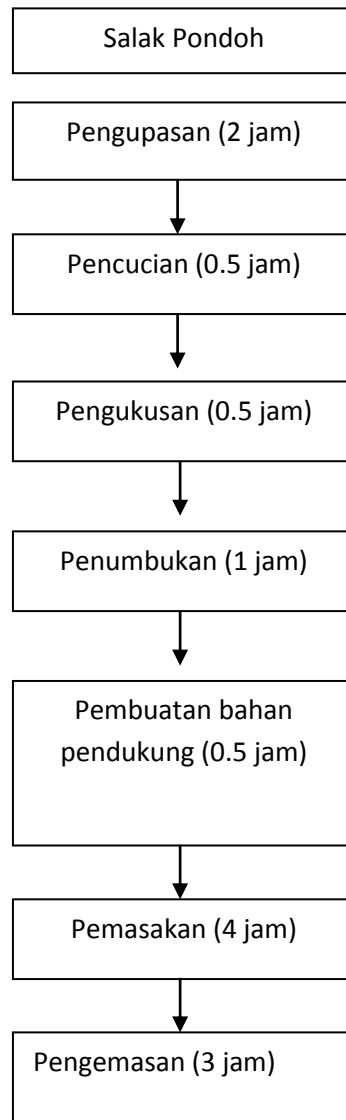 Salak Pondoh
Pengupasan (2 jam)
Pencucian (0.5 jam)
Pengukusan (0.5 jam)
Penumbukan (1 jam)
Pembuatan bahan
pendukung (0.5 jam)
Pemasakan (4 jam)
Pengemasan (3 jam)